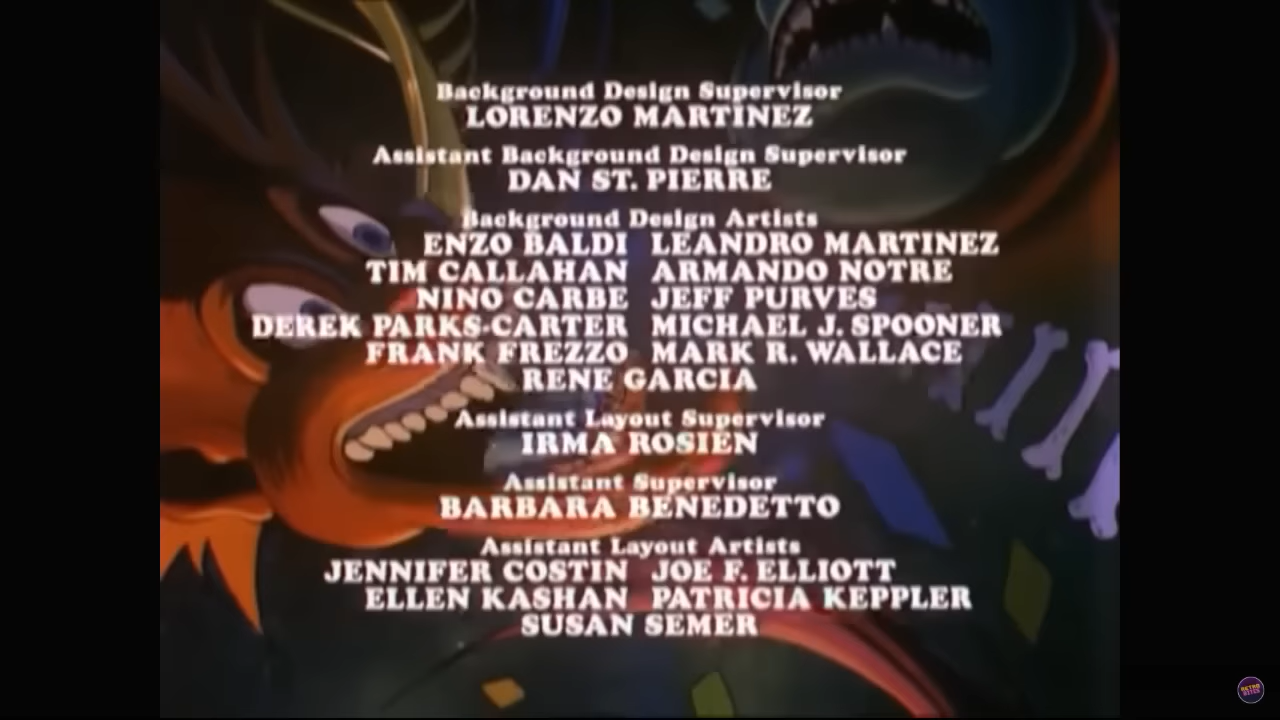 Background Design Supervisor
LORENZO MARTINEZ
Assistant Background Design Supervisor
DAN ST. PIERRE
Background Design Artists
ENZO BALDI LEANDRO MARTINEZ
TIM CALLAHAN ARMANDO NOTRE
NINO CARBE JEFF PURVES
DEREK PARKS-CARTER MICHAEL J. SPOONER
FRANK FREZZO MARK R. WALLACE
RENE GARCIA
Assistant Layout Supervisor
IRMA ROSIEN
Assistant Supervisor
BARBARA BENEDETTO
Assistant Layout Artists
JENNIFER COSTIN JOE F. ELLIOTT
ELLEN KASHAN PATRICIA KEPPLER
SUSAN SEMER
RETRO